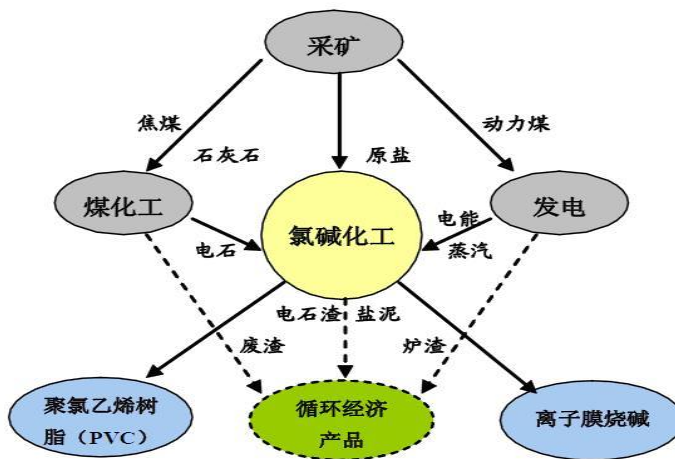 采矿
焦煤
石灰石
原盐
动力煤
煤化工
氯碱化工
发电
电石
电能
蒸汽
电石渣 盐泥
废渣
炉渣
聚氯乙烯树
脂（PVC）
循环经济
产品
离子膜烧碱